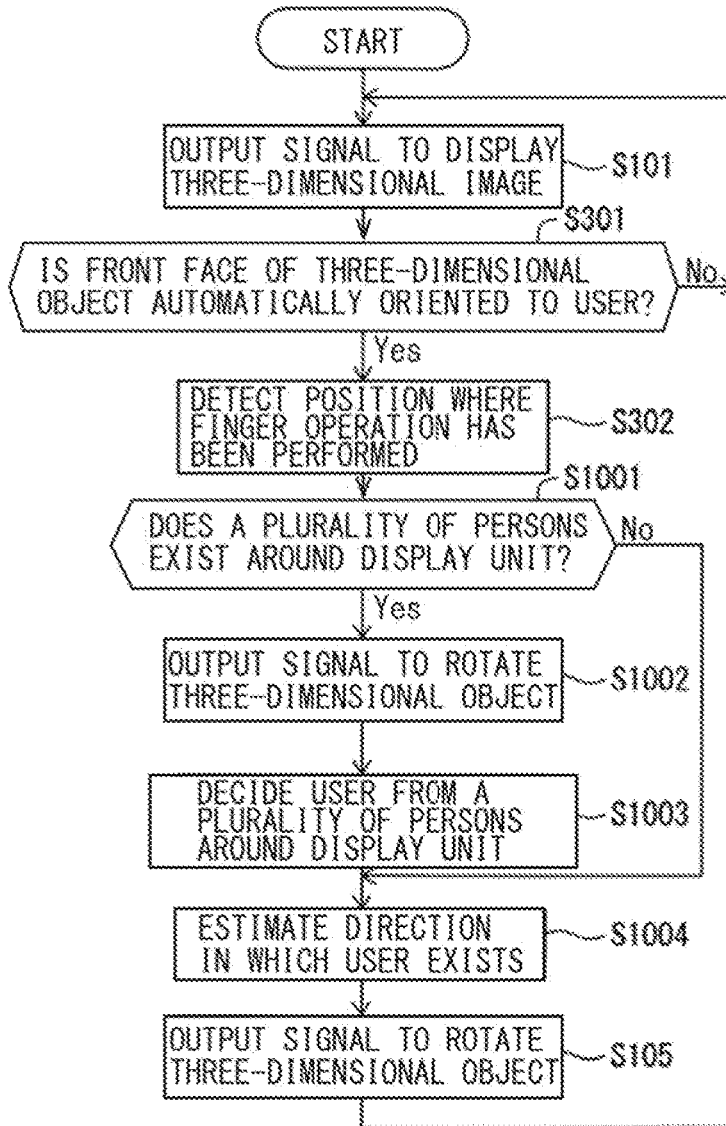 START
OUTPUT SIGNAL TO DISPLAY
THREE-DIMENSIONAL IMAGE
S101
S301
IS FRONT FACE OF THREE-DIMENSIONAL
OBJECT AUTOMATICALLY ORIENTED TO USER?
No
Yes
DETECT POSITION WHERE
FINGER OPERATION HAS
BEEN PERFORMED
S302
S1001
DOES A PLURALITY OF PERSONS
EXIST AROUND DISPLAY UNIT?
No
Yes
OUTPUT SIGNAL TO ROTATE
THREE-DIMENSIONAL OBJECT
S1002
DECIDE USER FROM A
PLURALITY OF PERSONS
AROUND DISPLAY UNIT
S1003
ESTIMATE DIRECTION
IN WHICH USER EXISTS
S1004
OUTPUT SIGNAL TO ROTATE
THREE-DIMENSIONAL OBJECT
S105